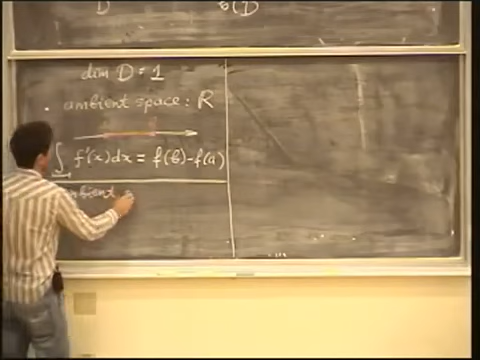 D
dim D = 1
• ambient space: R
∫ f'(x)dx = f(b)-f(a)
ambient